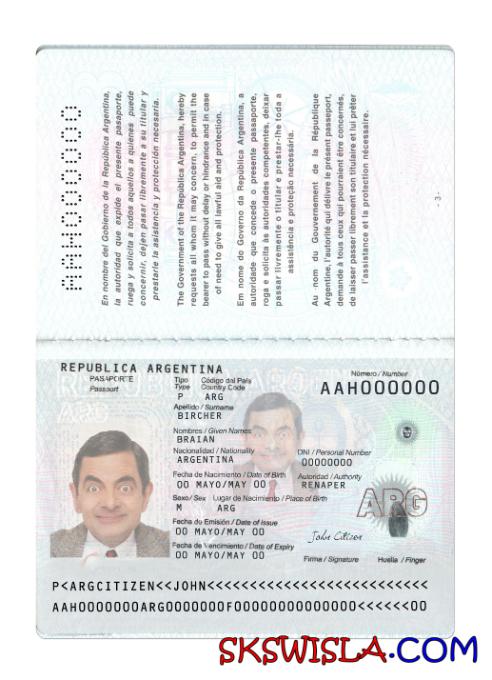 AAH000000
En nombre del Gobierno de la República Argentina,
la autoridad que expide el presente pasaporte,
ruega y solicita a todos aquellos a quienes puede
concernir, dejen pasar libremente a su titular y
prestarle la asistencia y protección necesaria.
The Government of the República Argentina, hereby
requests all whom it may concern, to permit the
bearer to pass without delay or hindrance and in case
of need to give all lawful aid and protection.
Em nome do Governo da República Argentina, a
autoridade que concede o presente passaporte,
roga e solicita às autoridades competentes, deixar
passar livremente o titular e prestar-lhe toda a
assistência e proteção necessária.
Au nom du Gouvernement de la République
Argentine, l'autorité qui délivre le présent passeport,
demande à tous ceux qui pourraient être concernés,
de laisser passer librement son titulaire et lui prêter
l'assistance et la protection nécessaire.
- 3 -
REPUBLICA ARGENTINA
PASAPORTE
Passport
Tipo Código del País
Type Country Code
P ARG
Número / Number
AAH000000
Apellido / Surname
BIRCHER
Nombres / Given Names
BRAIAN
Nacionalidad / Nationality
ARGENTINA
DNI / Personal Number
00000000
Fecha de Nacimiento / Date of Birth
00 MAYO/MAY 00
Autoridad / Authority
RENAPER
Sexo/Sex Lugar de Nacimiento / Place of Birth
M ARG
ARG
Fecha de Emisión / Date of issue
00 MAYO/MAY 00
John Citizen
Fecha de Vencimiento / Date of Expiry
00 MAYO/MAY 00
Firma / Signature Huella / Finger
P<ARGCITIZEN<<JOHN<<<<<<<<<<<<<<<<<<<<<<<<<<
AAH0000000ARG0000000F00000000000000<<<<<<00
SKSWISLA.COM